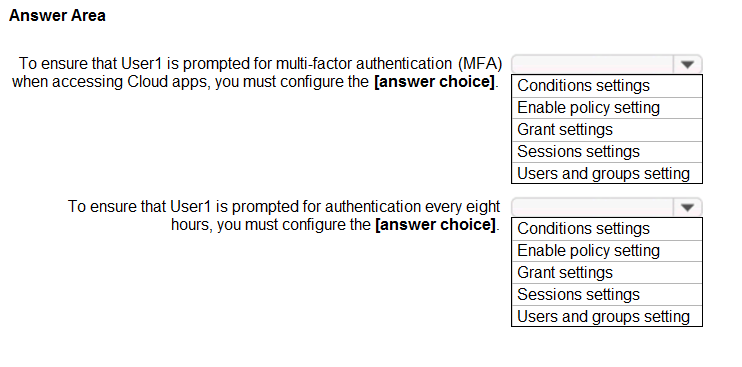 Answer Area
To ensure that User1 is prompted for multi-factor authentication (MFA)
when accessing Cloud apps, you must configure the [answer choice].
Conditions settings
Enable policy setting
Grant settings
Sessions settings
Users and groups setting
To ensure that User1 is prompted for authentication every eight
hours, you must configure the [answer choice].
Conditions settings
Enable policy setting
Grant settings
Sessions settings
Users and groups setting